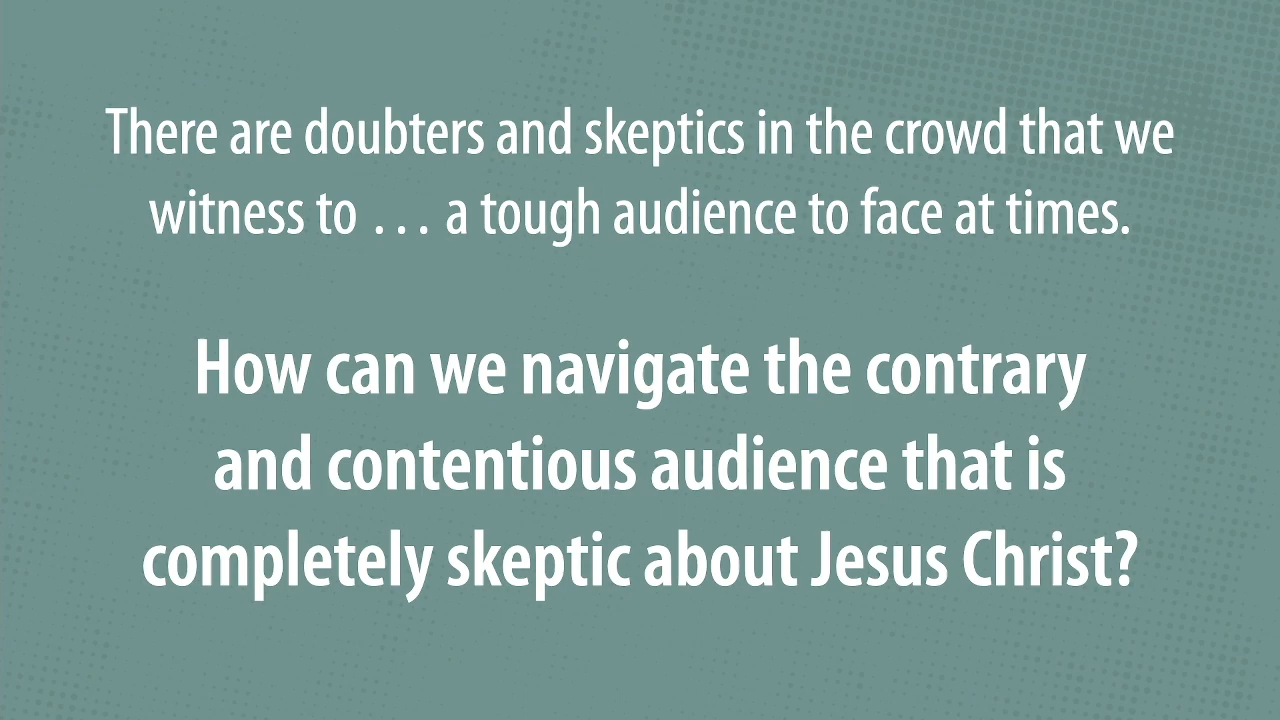 There are doubters and skeptics in the crowd that we
witness to … a tough audience to face at times.
How can we navigate the contrary
and contentious audience that is
completely skeptic about Jesus Christ?